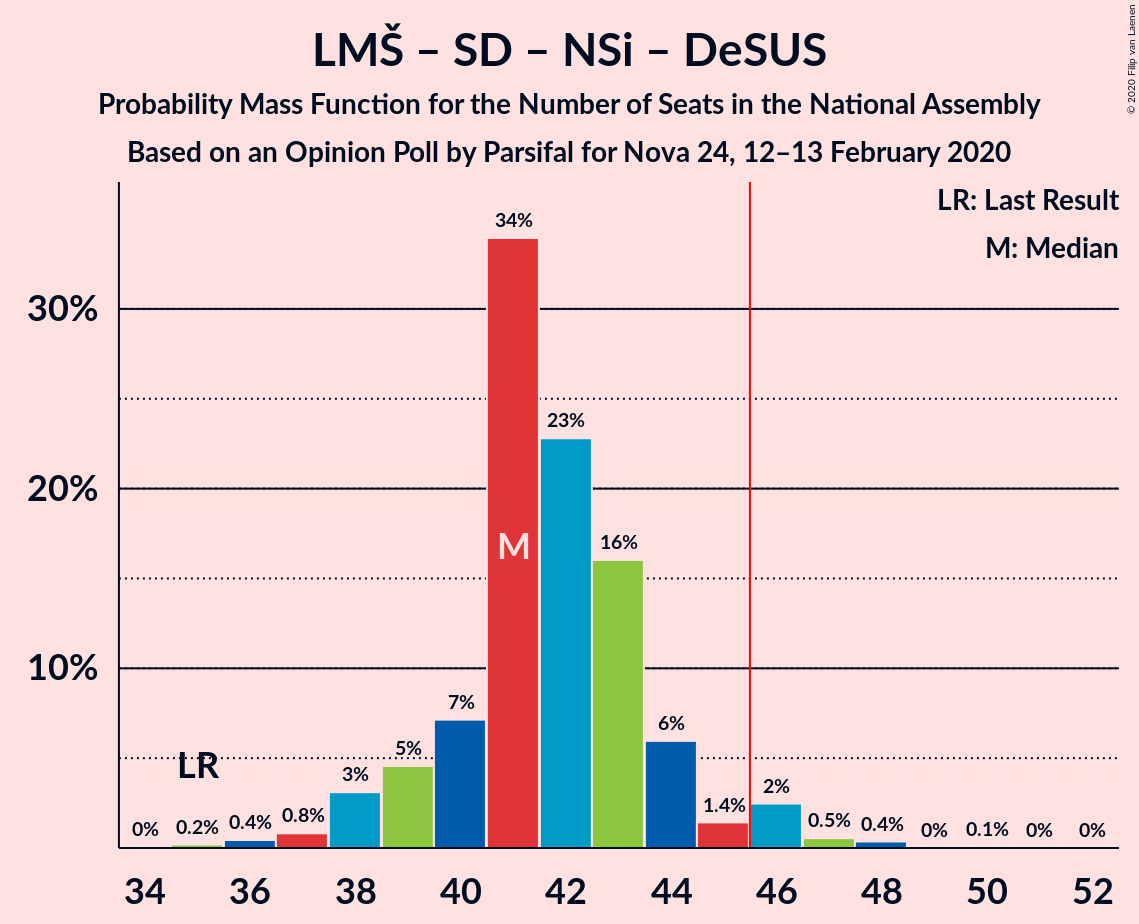 LMŠ – SD – NSi – DeSUS
Probability Mass Function for the Number of Seats in the National Assembly
Based on an Opinion Poll by Parsifal for Nova 24, 12–13 February 2020
© 2020 Filip van Laenen
LR: Last Result
M: Median
30%
20%
10%
0%
0.2%
0.4%
0.8%
3%
5%
7%
34%
23%
16%
6%
1.4%
2%
0.5%
0.4%
0%
0.1%
0%
0%
LR
M
34 36 38 40 42 44 46 48 50 52